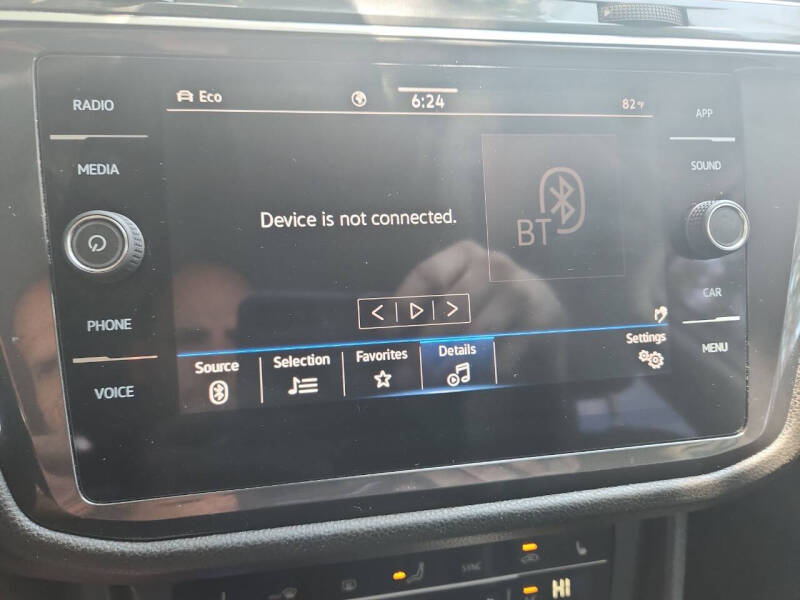 RADIO
Eco
6:24
82°F
APP
MEDIA
SOUND
Device is not connected.
BT
PHONE
CAR
VOICE
MENU
Source
Selection
Favorites
Details
Settings
SYNC
HI